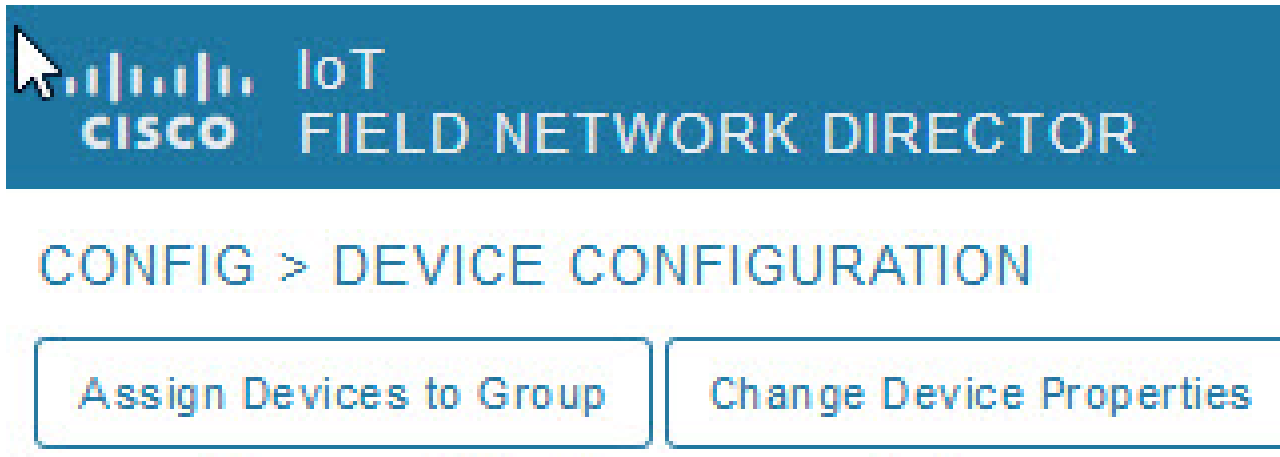 IoT
CISCO FIELD NETWORK DIRECTOR
CONFIG > DEVICE CONFIGURATION
Assign Devices to Group Change Device Properties